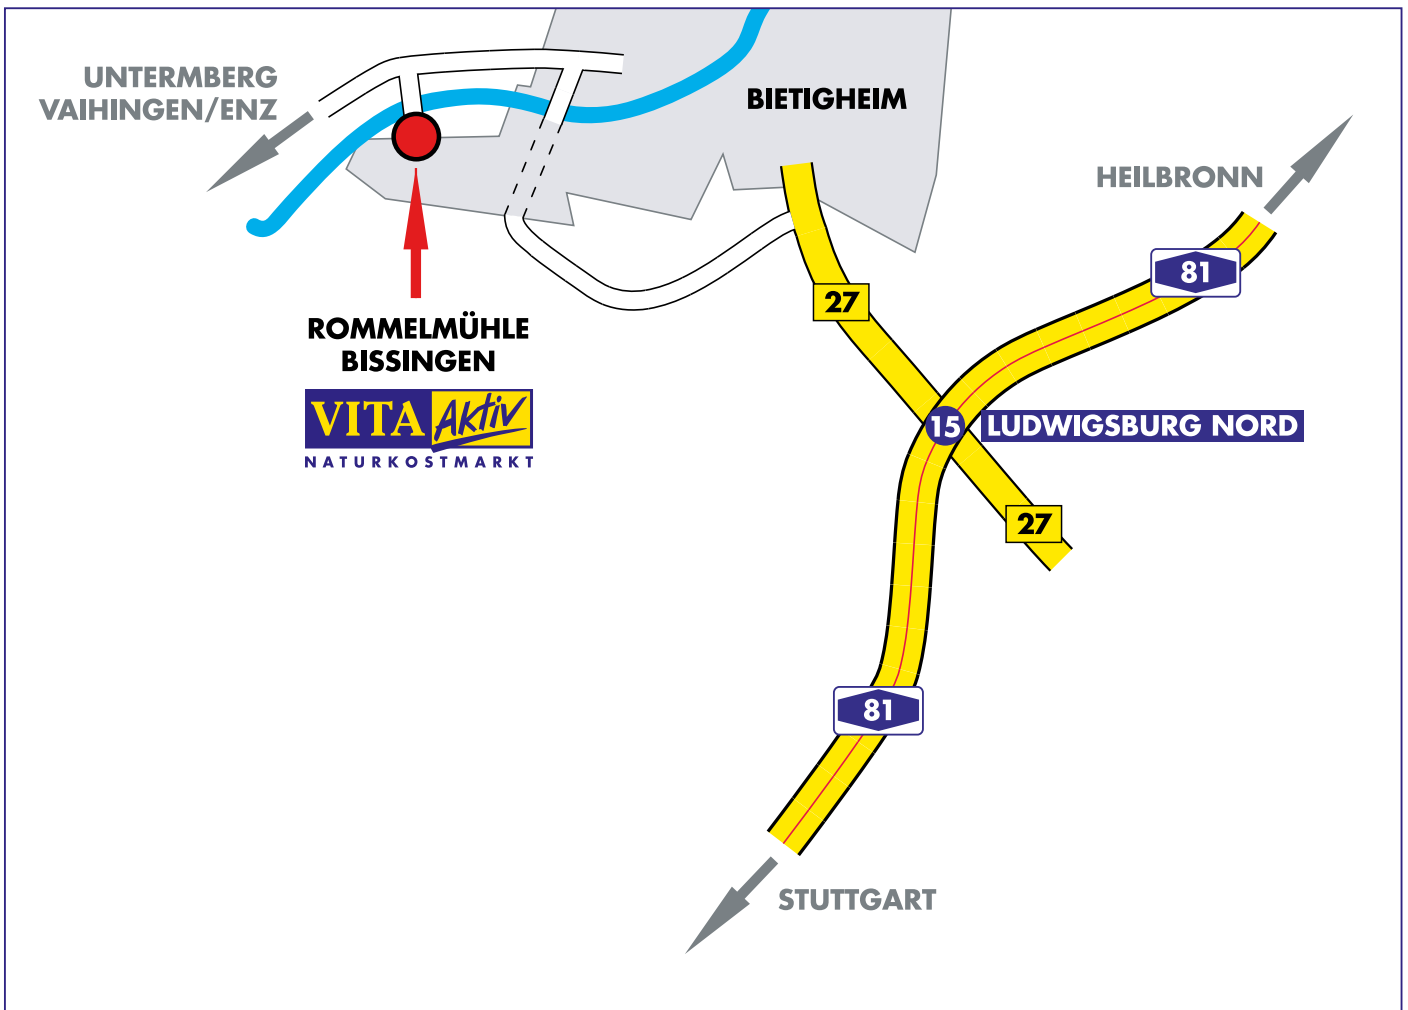 UNTERMBERG
VAIHINGEN/ENZ
BIETIGHEIM
HEILBRONN
81
27
ROMMELMÜHLE
BISSINGEN
VITA Aktiv
NATURKOSTMARKT
15 LUDWIGSBURG NORD
27
81
STUTTGART